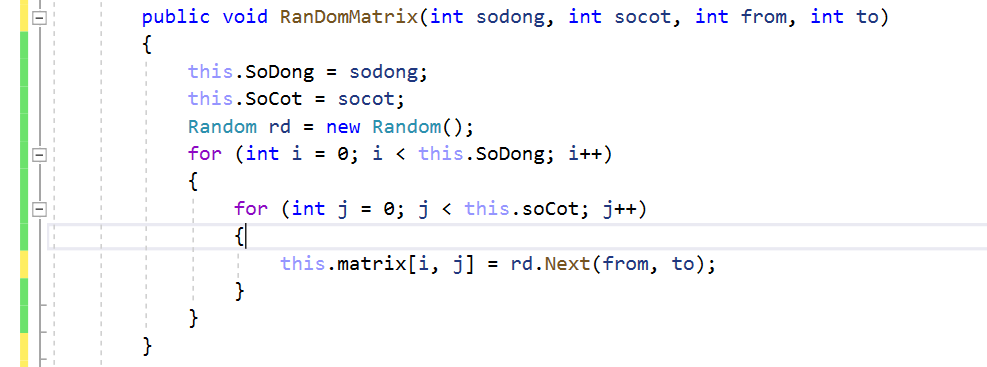 public void RanDomMatrix(int sodong, int socot, int from, int to)
{
this.SoDong = sodong;
this.SoCot = socot;
Random rd = new Random();
for (int i = 0; i < this.SoDong; i++)
{
for (int j = 0; j < this.soCot; j++)
{
this.matrix[i, j] = rd.Next(from, to);
}
}
}